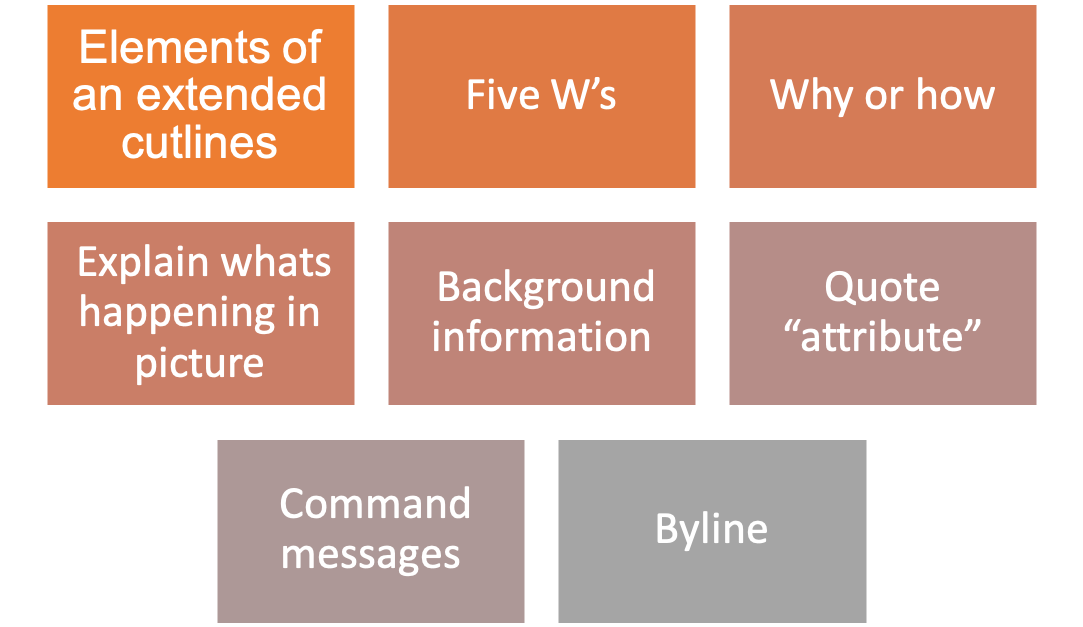 Elements of
an extended
cutlines
Five W’s
Why or how
Explain whats
happening in
picture
Background
information
Quote
“attribute”
Command
messages
Byline